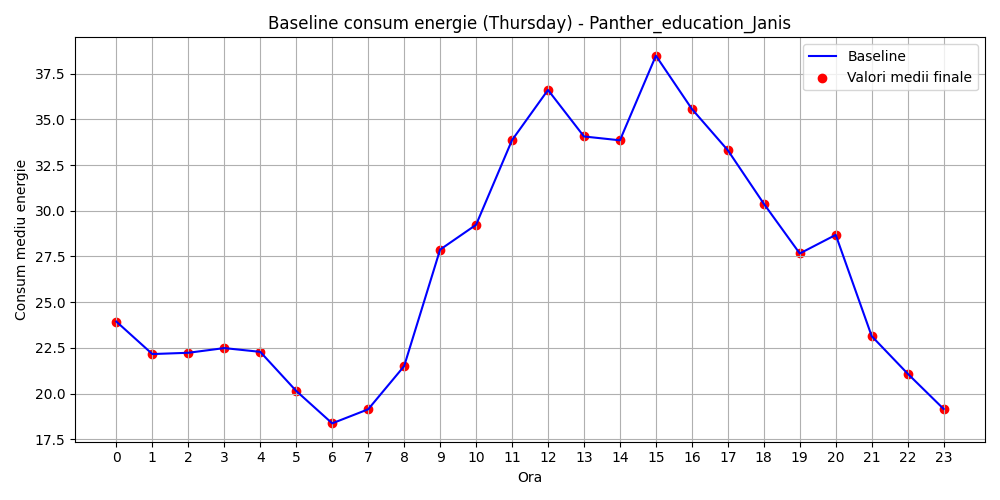 Baseline consum energie (Thursday) - Panther_education_Janis
Baseline
Valori medii finale
Consum mediu energie
37.5
35.0
32.5
30.0
27.5
25.0
22.5
20.0
17.5
0 1 2 3 4 5 6 7 8 9 10 11 12 13 14 15 16 17 18 19 20 21 22 23
Ora